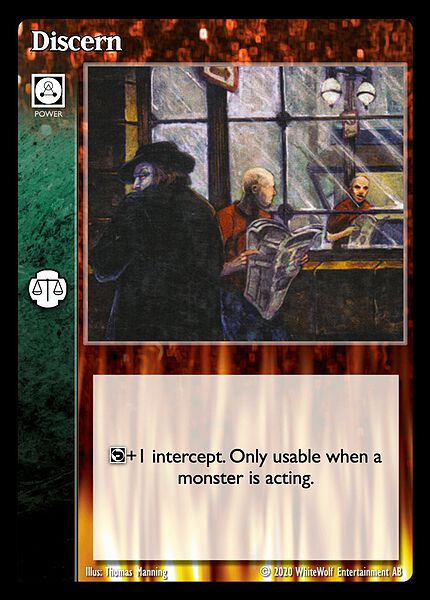 Discern
POWER
+1 intercept. Only usable when a
monster is acting.
Illus: Thomas Manning © 2020 WhiteWolf Entertainment AB